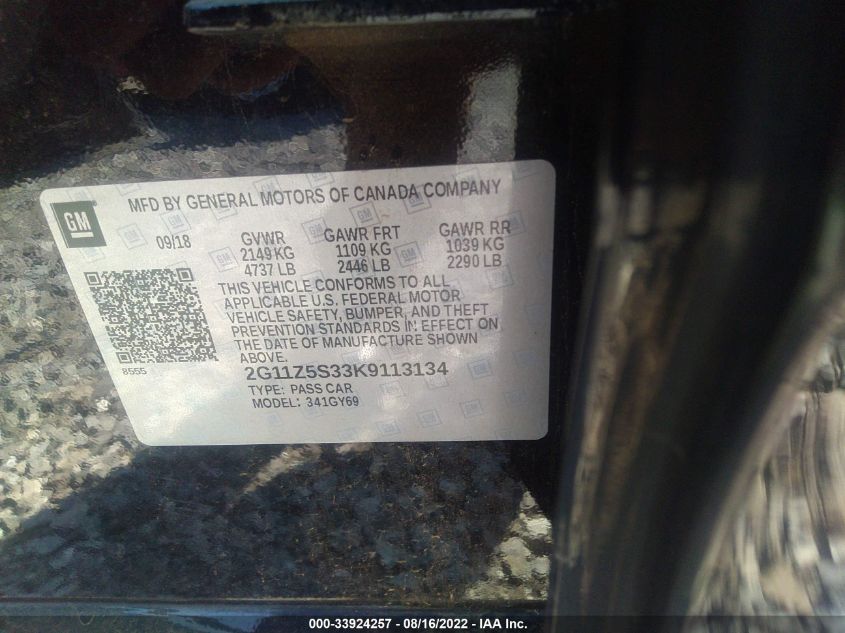 MFD BY GENERAL MOTORS OF CANADA COMPANY
GM
09/18 GVWR GAWR FRT GAWR RR
2149 KG 1109 KG 1039 KG
4737 LB 2446 LB 2290 LB
THIS VEHICLE CONFORMS TO ALL
APPLICABLE U.S. FEDERAL MOTOR
VEHICLE SAFETY, BUMPER, AND THEFT
PREVENTION STANDARDS IN EFFECT ON
THE DATE OF MANUFACTURE SHOWN
ABOVE.
8555
2G11Z5S33K9113134
TYPE: PASS CAR
MODEL: 341GY69
000-33924257 - 08/16/2022 - IAA Inc.